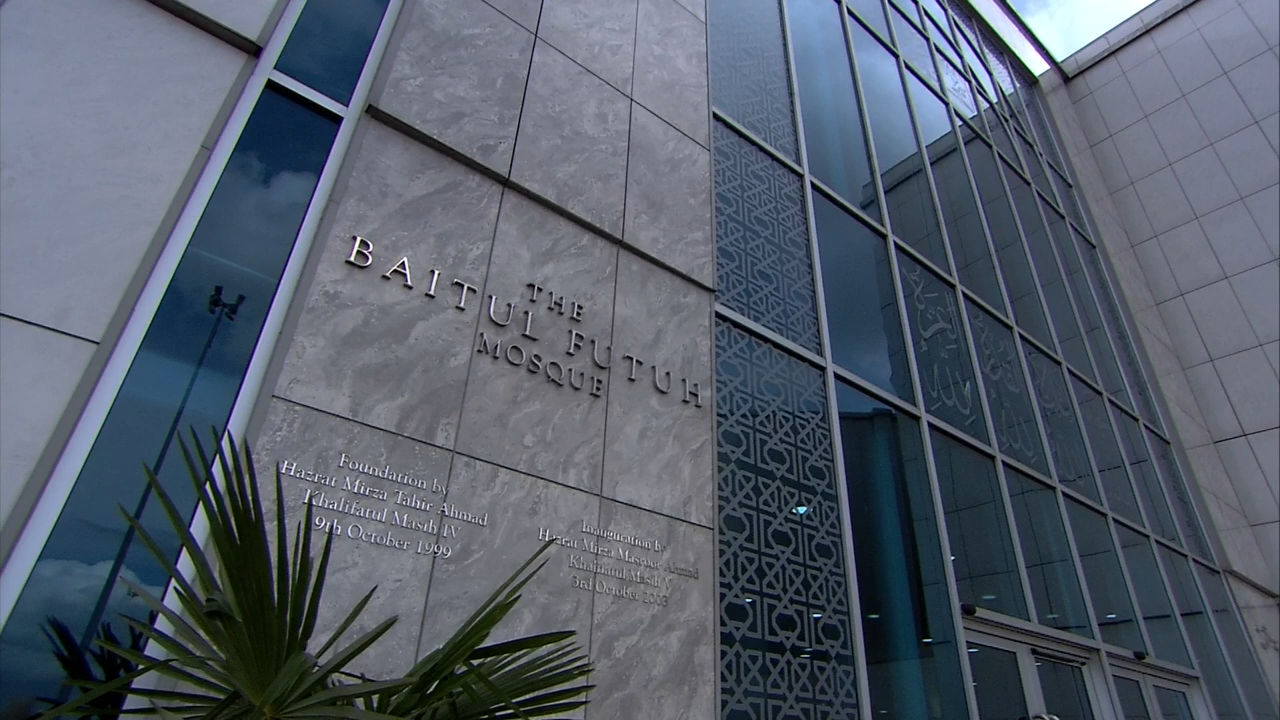 THE
BAITUL FUTUH
MOSQUE
Foundation by
Hazrat Mirza Tahir Ahmad
Khalifatul Masih IV
19th October 1999
Inauguration by
Hazrat Mirza Masroor Ahmad
Khalifatul Masih V
3rd October 2003